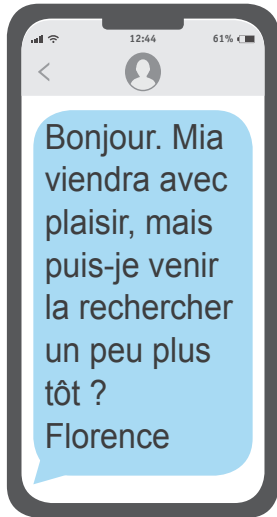 12:44
61%
Bonjour. Mia
viendra avec
plaisir, mais
puis-je venir
la rechercher
un peu plus
tôt ?
Florence